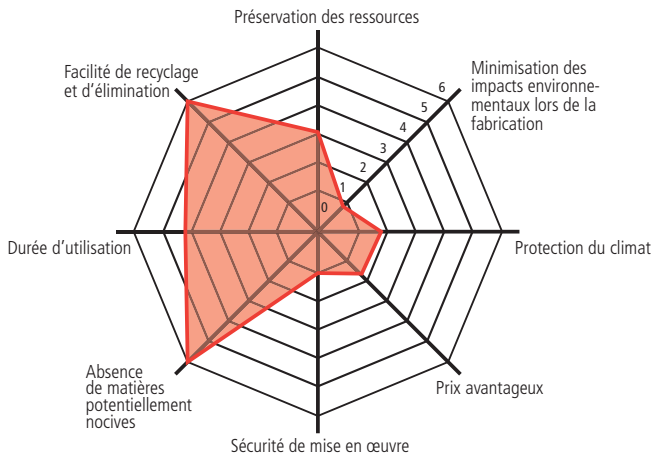 Préservation des ressources
Facilité de recyclage
et d'élimination
Minimisation des
impacts environne-
mentaux lors de la
fabrication
6
5
4
3
2
1
0
Durée d'utilisation
Protection du climat
Absence
de matières
potentiellement
nocives
Prix avantageux
Sécurité de mise en œuvre